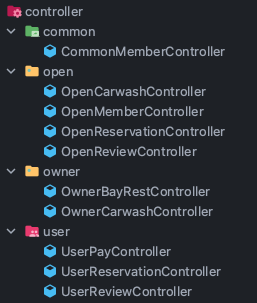 controller
common
CommonMemberController
open
OpenCarwashController
OpenMemberController
OpenReservationController
OpenReviewController
owner
OwnerBayRestController
OwnerCarwashController
user
UserPayController
UserReservationController
UserReviewController